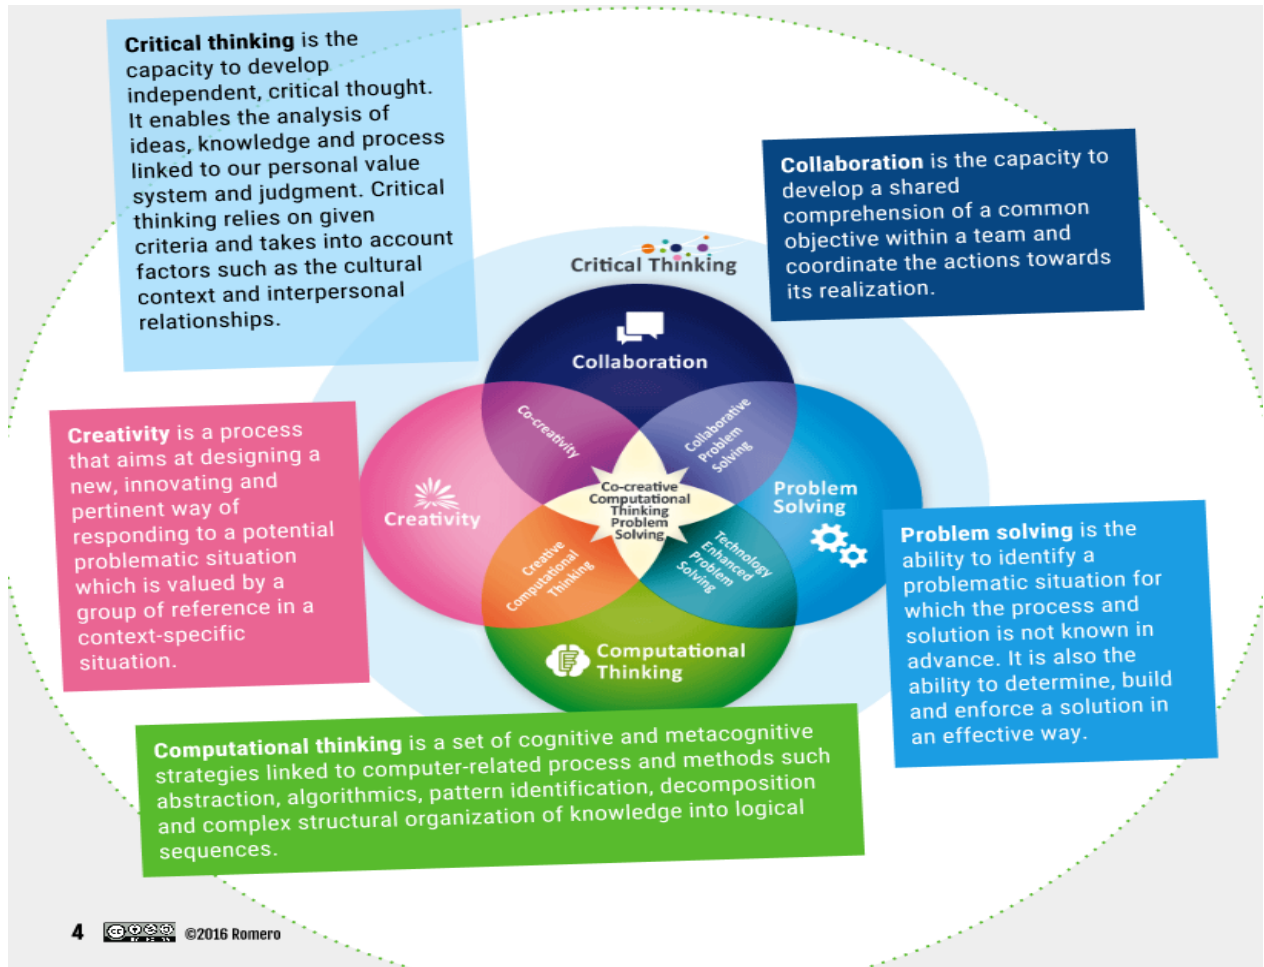 Critical thinking is the
capacity to develop
independent, critical thought.
It enables the analysis of
ideas, knowledge and process
linked to our personal value
system and judgment. Critical
thinking relies on given
criteria and takes into account
factors such as the cultural
context and interpersonal
relationships.
Collaboration is the capacity to
develop a shared
comprehension of a common
objective within a team and
coordinate the actions towards
its realization.
Critical Thinking
Collaboration
Co-creativity
Collaborative
Problem
Solving
Creativity is a process
that aims at designing a
new, innovating and
pertinent way of
responding to a potential
problematic situation
which is valued by a
group of reference in a
context-specific
situation.
Creativity
Co-creative
Computational
Thinking
Problem
Solving
Problem
Solving
Creative
Computational
Thinking
Technology
Enhanced
Problem
Solving
Computational
Thinking
Problem solving is the
ability to identify a
problematic situation for
which the process and
solution is not known in
advance. It is also the
ability to determine, build
and enforce a solution in
an effective way.
Computational thinking is a set of cognitive and metacognitive
strategies linked to computer-related process and methods such
abstraction, algorithmics, pattern identification, decomposition
and complex structural organization of knowledge into logical
sequences.
4
cc
BY NC SA
©2016 Romero